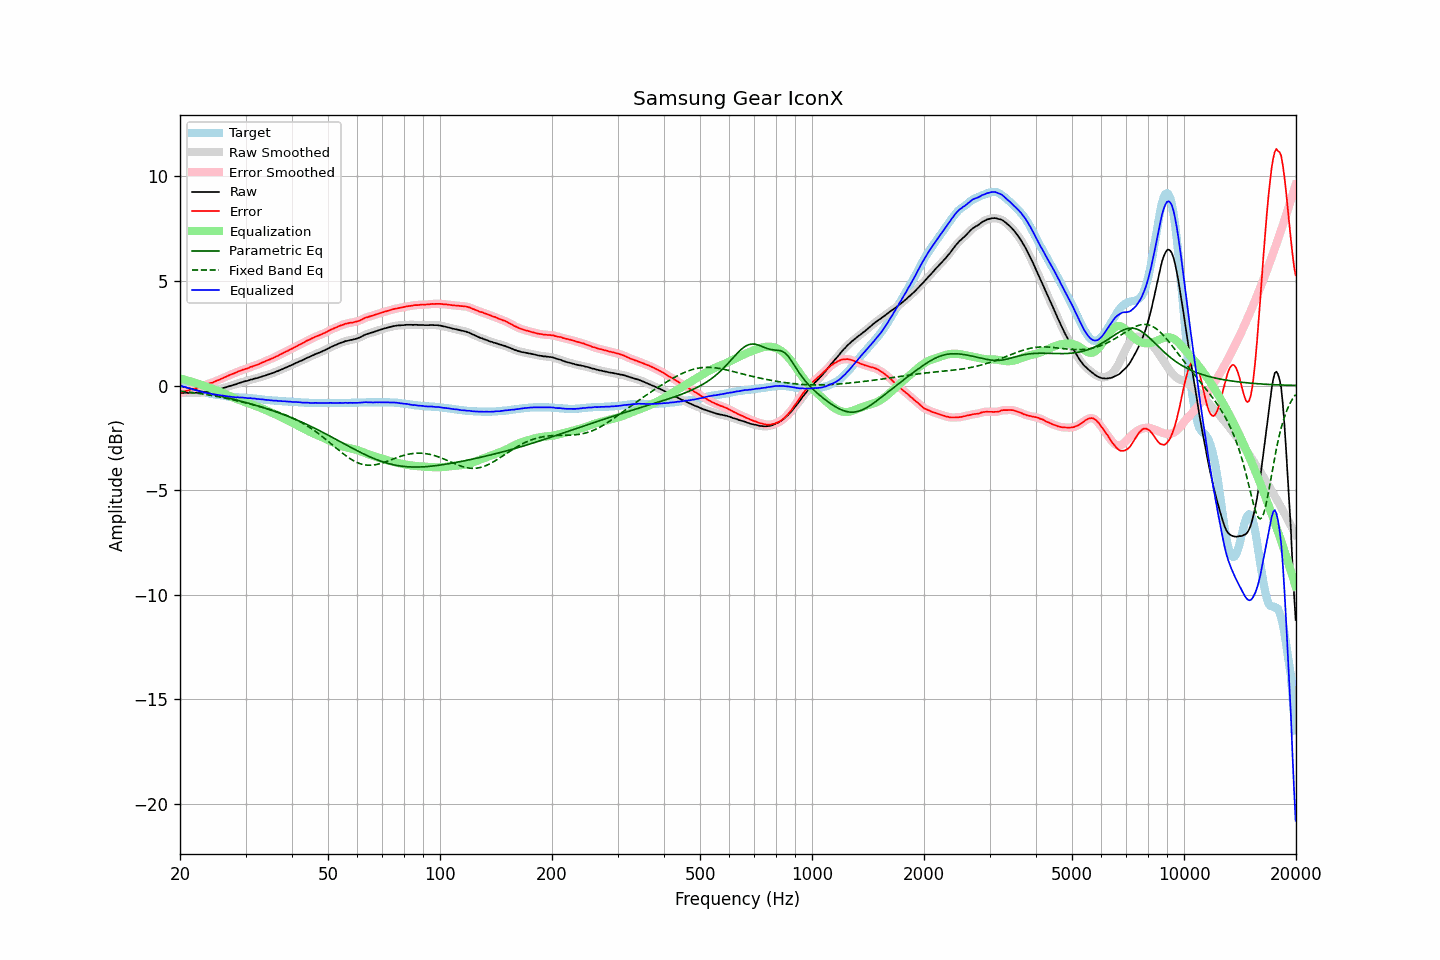 Samsung Gear IconX
Target
Raw Smoothed
Error Smoothed
Raw
Error
Equalization
Parametric Eq
Fixed Band Eq
Equalized
10
5
0
−5
−10
−15
−20
Amplitude (dBr)
20 50 100 200 500 1000 2000 5000 10000 20000
Frequency (Hz)